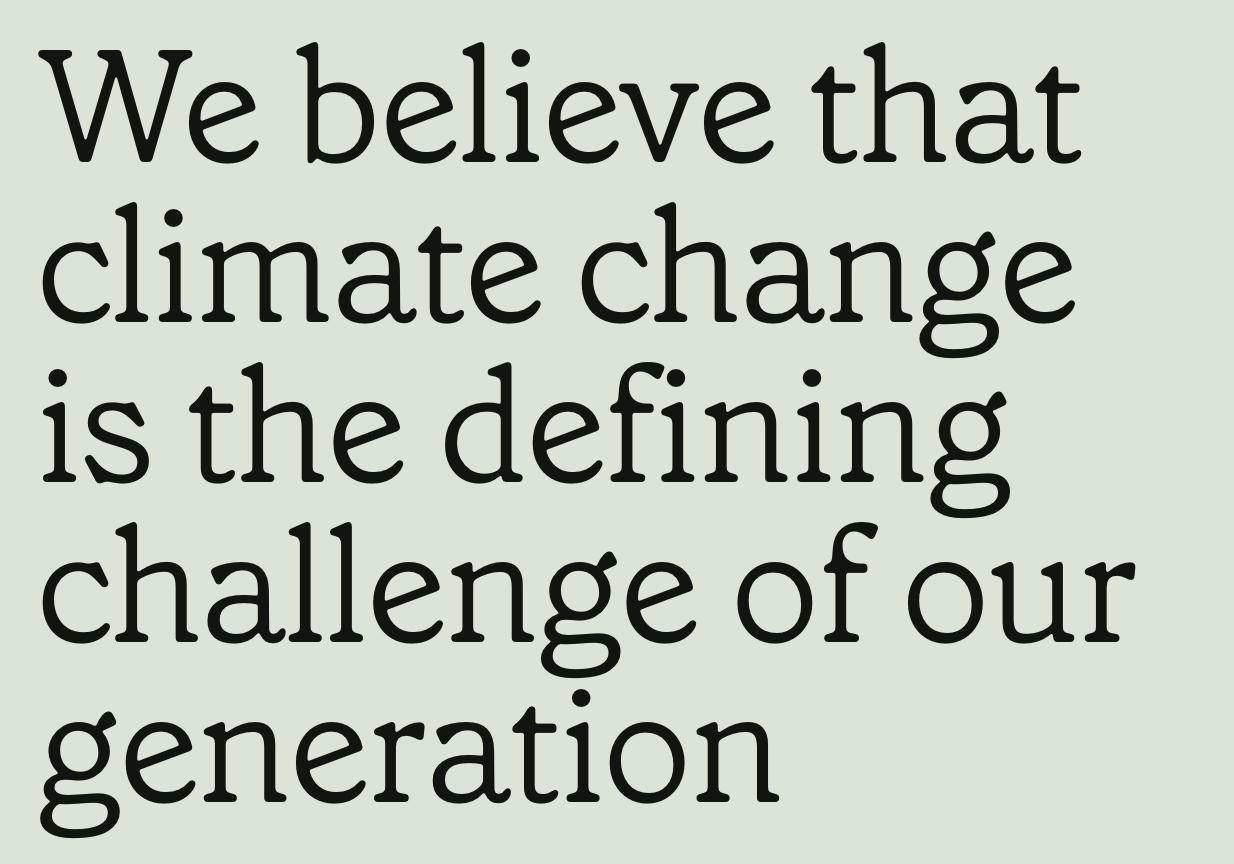 We believe that
climate change
is the defining
challenge of our
generation